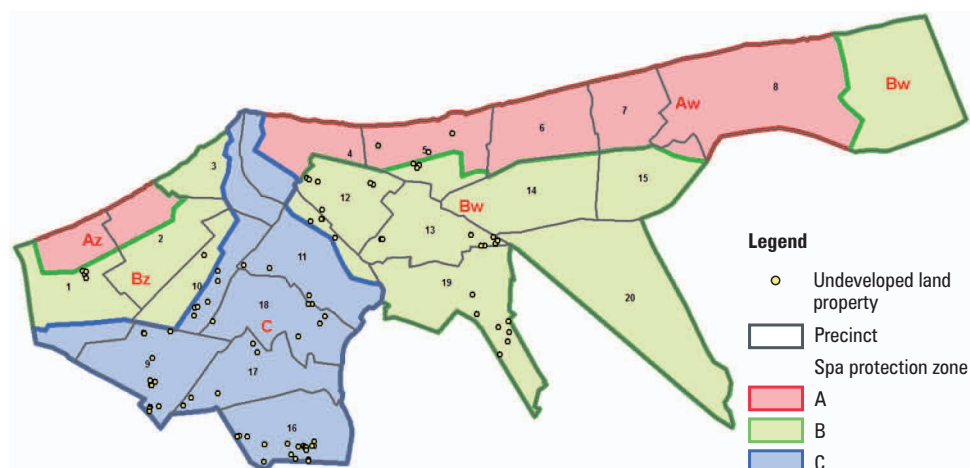 8
Bw
7
Aw
6
5
4
3
12
14
15
Bw
2
Az
13
Bz
11
1
10
19
18
20
C
9
17
16
Legend
Undeveloped land
property
Precinct
Spa protection zone
A
B
C